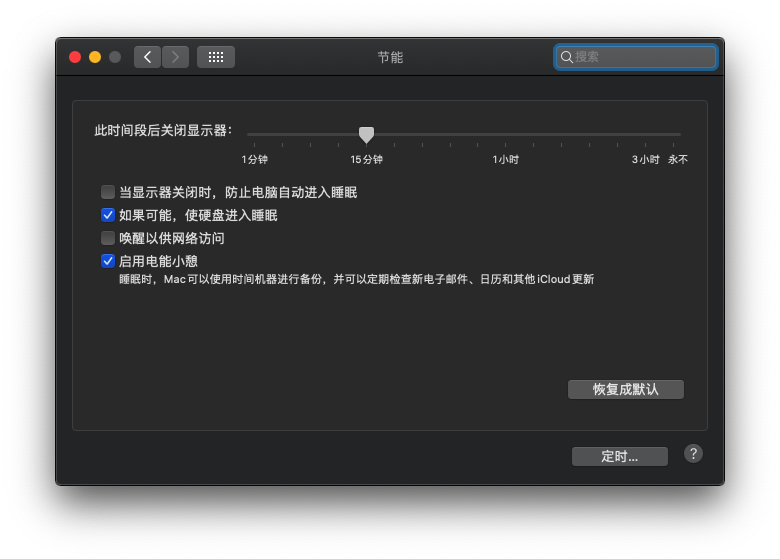 节能
搜索
此时间段后关闭显示器：
1分钟 15分钟 1小时 3小时 永不
当显示器关闭时，防止电脑自动进入睡眠
如果可能，使硬盘进入睡眠
唤醒以供网络访问
启用电能小憩
睡眠时，Mac可以使用时间机器进行备份，并可以定期检查新电子邮件、日历和其他 iCloud 更新
恢复成默认
定时...
?